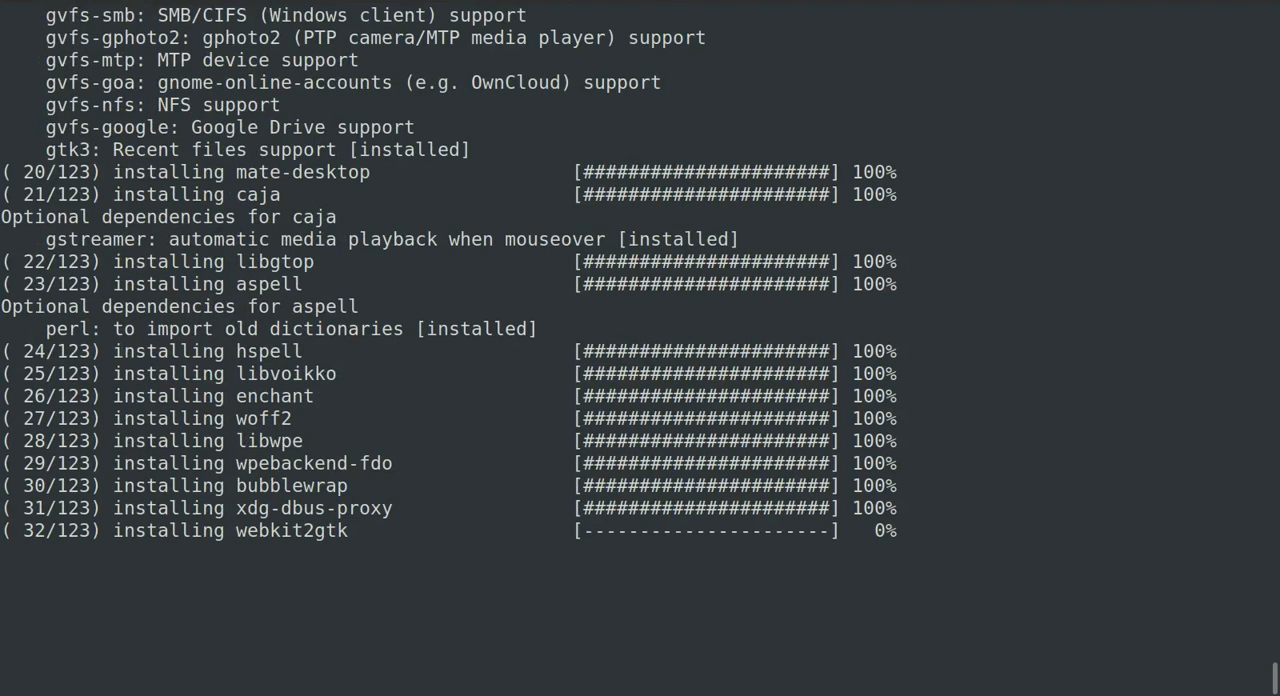 gvfs-smb: SMB/CIFS (Windows client) support
    gvfs-gphoto2: gphoto2 (PTP camera/MTP media player) support
    gvfs-mtp: MTP device support
    gvfs-goa: gnome-online-accounts (e.g. OwnCloud) support
    gvfs-nfs: NFS support
    gvfs-google: Google Drive support
    gtk3: Recent files support [installed]
( 20/123) installing mate-desktop                  [######################] 100%
( 21/123) installing caja                          [######################] 100%
Optional dependencies for caja
    gstreamer: automatic media playback when mouseover [installed]
( 22/123) installing libgtop                       [######################] 100%
( 23/123) installing aspell                        [######################] 100%
Optional dependencies for aspell
    perl: to import old dictionaries [installed]
( 24/123) installing hspell                        [######################] 100%
( 25/123) installing libvoikko                     [######################] 100%
( 26/123) installing enchant                       [######################] 100%
( 27/123) installing woff2                         [######################] 100%
( 28/123) installing libwpe                        [######################] 100%
( 29/123) installing wpebackend-fdo                [######################] 100%
( 30/123) installing bubblewrap                    [######################] 100%
( 31/123) installing xdg-dbus-proxy                [######################] 100%
( 32/123) installing webkit2gtk                    [----------------------]   0%